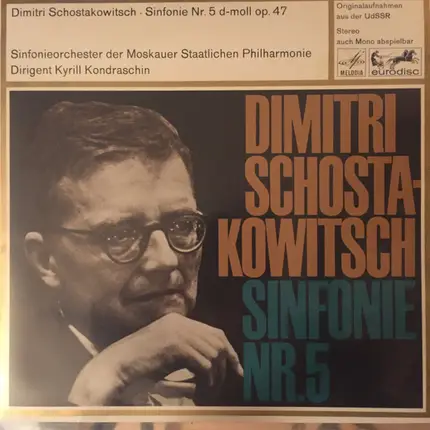 Dimitri Schostakowitsch · Sinfonie Nr. 5 d-moll op. 47
Sinfonieorchester der Moskauer Staatlichen Philharmonie
Dirigent Kyrill Kondraschin
Originalaufnahmen
aus der UdSSR
Stereo
auch Mono abspielbar
MELODIA
eurodisc
DIMITRI
SCHOSTA-
KOWITSCH
SINFONIE
NR.5